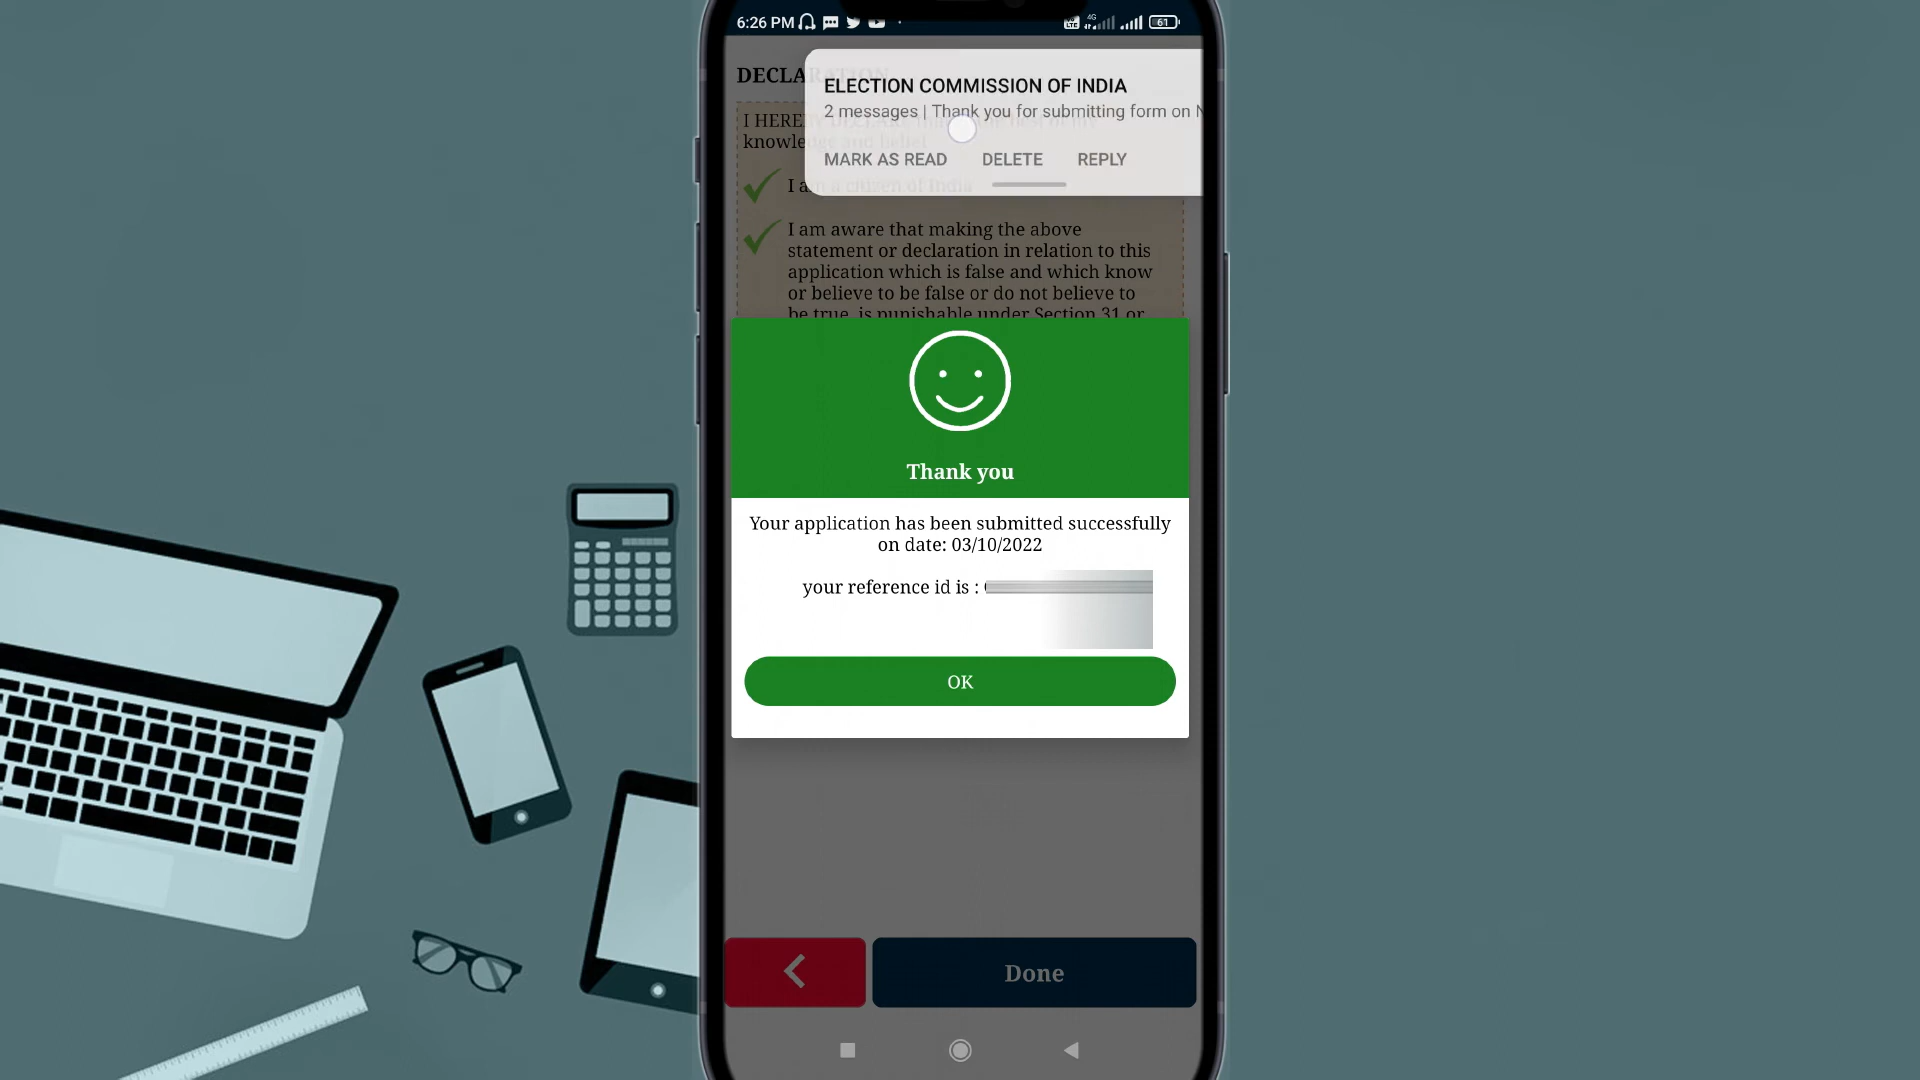 6:26 PM
4G
61
DECLARATION
ELECTION COMMISSION OF INDIA
2 messages | Thank you for submitting form on N
MARK AS READ DELETE REPLY
I HEREBY DECLARE
knowledge and belief
I am a citizen of India
I am aware that making the above
statement or declaration in relation to this
application which is false and which know
or believe to be false or do not believe to
be true, is punishable under Section 31 or
Thank you
Your application has been submitted successfully
on date: 03/10/2022
your reference id is :
OK
Done